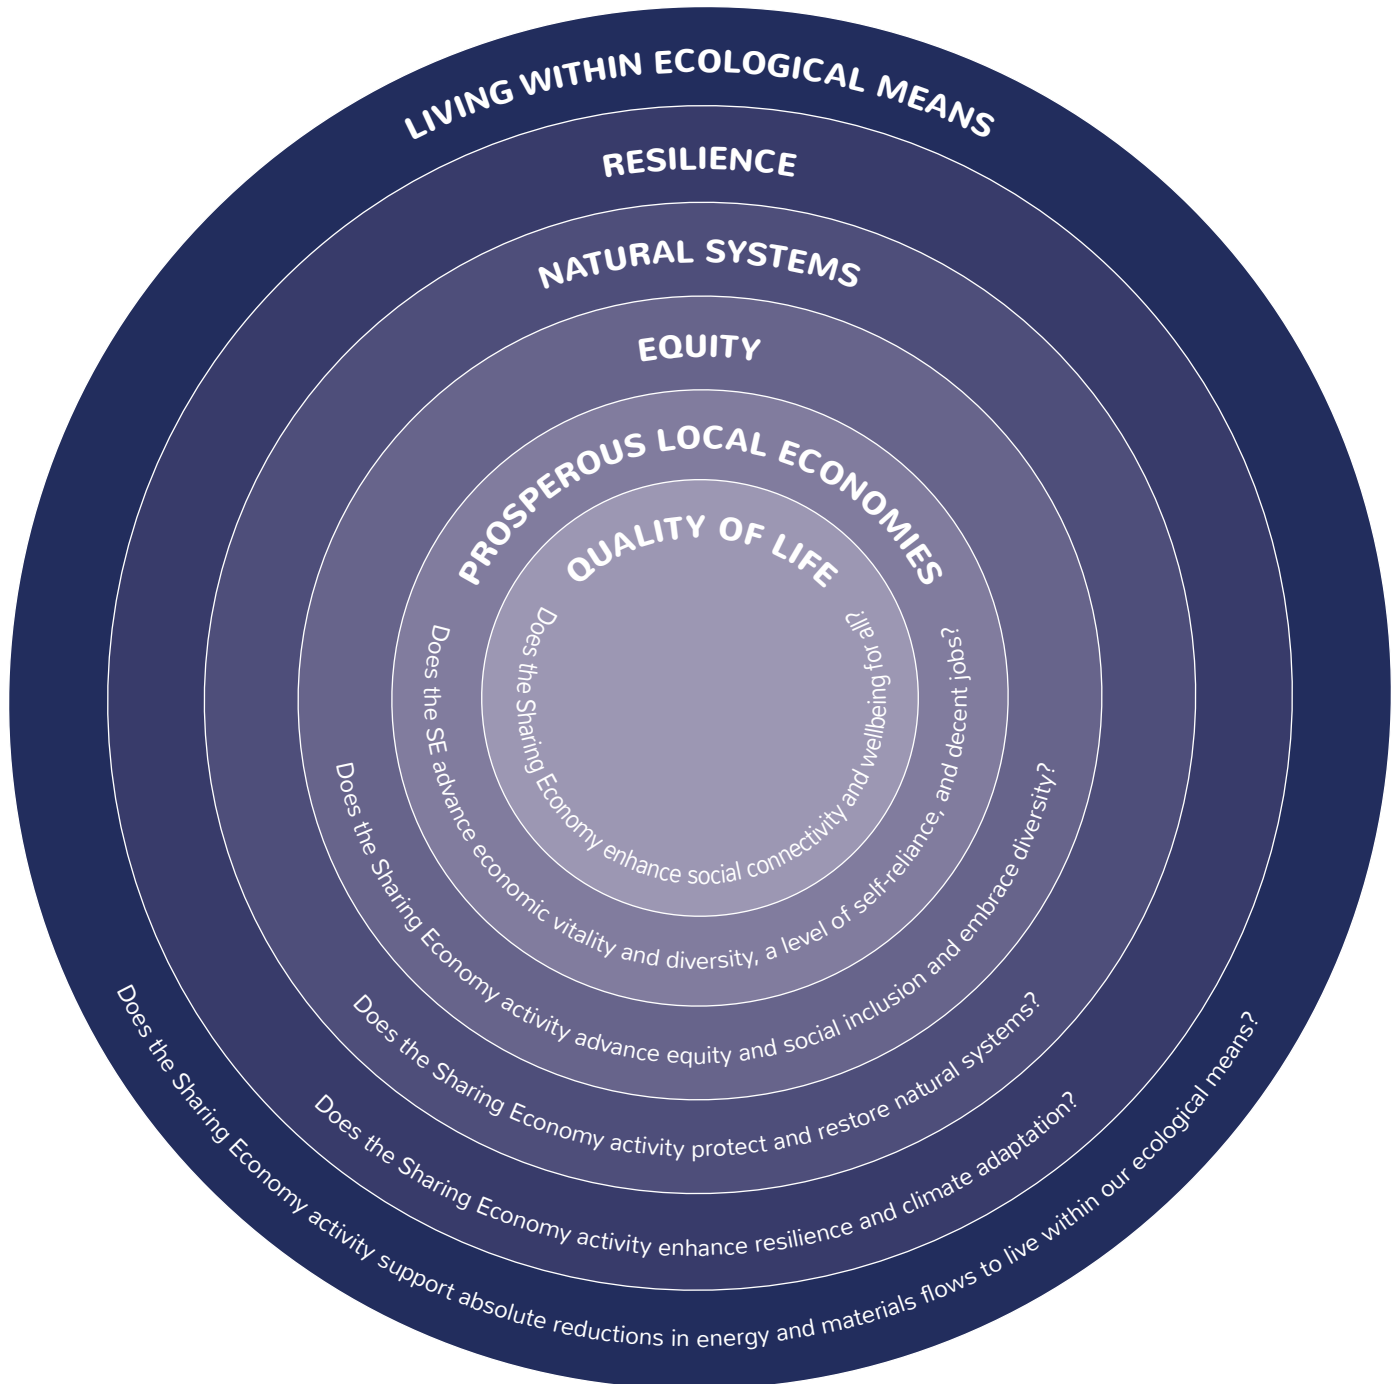 LIVING WITHIN ECOLOGICAL MEANS
RESILIENCE
NATURAL SYSTEMS
EQUITY
PROSPEROUS LOCAL ECONOMIES
QUALITY OF LIFE
Does the Sharing Economy enhance social connectivity and wellbeing for all?
Does the SE advance economic vitality and diversity, a level of self-reliance, and decent jobs?
Does the Sharing Economy activity advance equity and social inclusion and embrace diversity?
Does the Sharing Economy activity protect and restore natural systems?
Does the Sharing Economy activity enhance resilience and climate adaptation?
Does the Sharing Economy activity support absolute reductions in energy and materials flows to live within our ecological means?